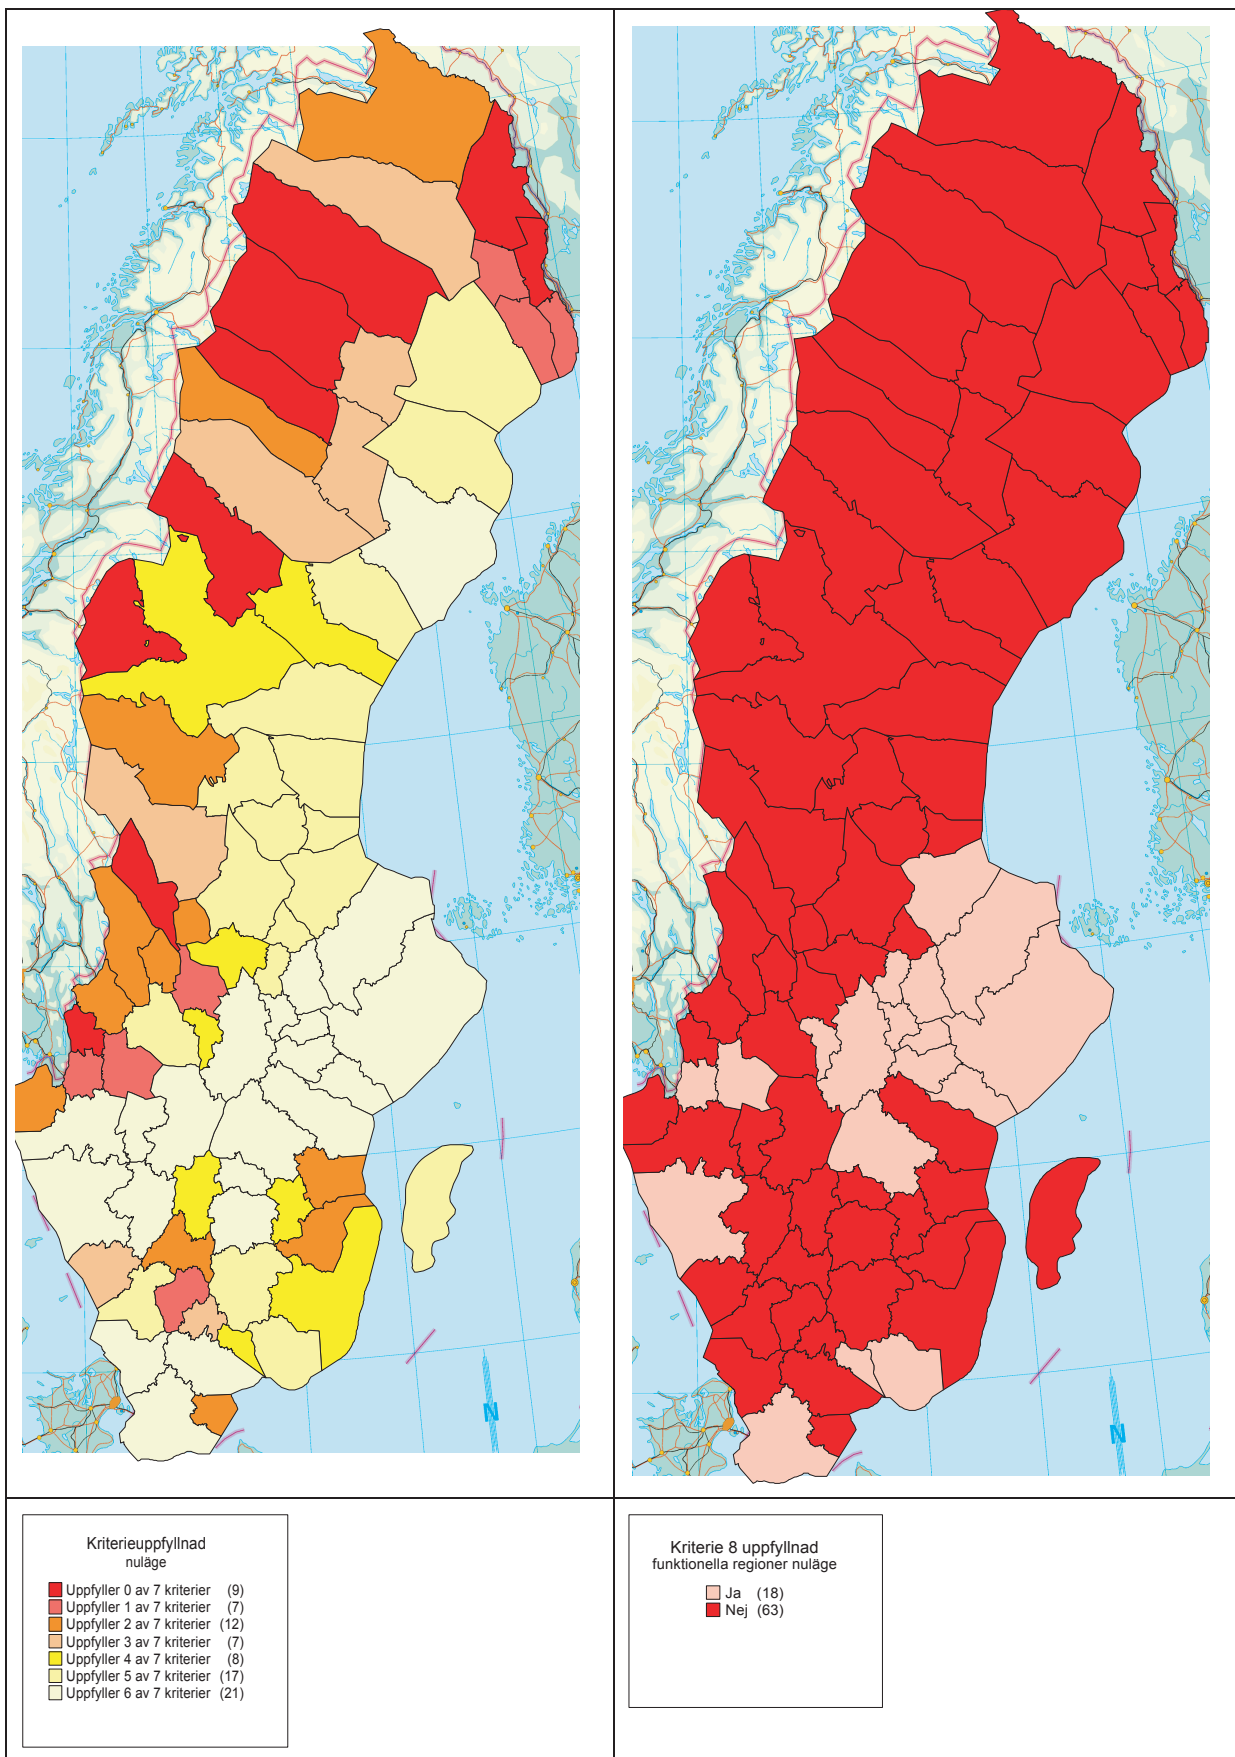 N
N
Kriterieuppfyllnad
nuläge
Uppfyller 0 av 7 kriterier (9)
Uppfyller 1 av 7 kriterier (7)
Uppfyller 2 av 7 kriterier (12)
Uppfyller 3 av 7 kriterier (7)
Uppfyller 4 av 7 kriterier (8)
Uppfyller 5 av 7 kriterier (17)
Uppfyller 6 av 7 kriterier (21)
Kriterie 8 uppfyllnad
funktionella regioner nuläge
Ja (18)
Nej (63)